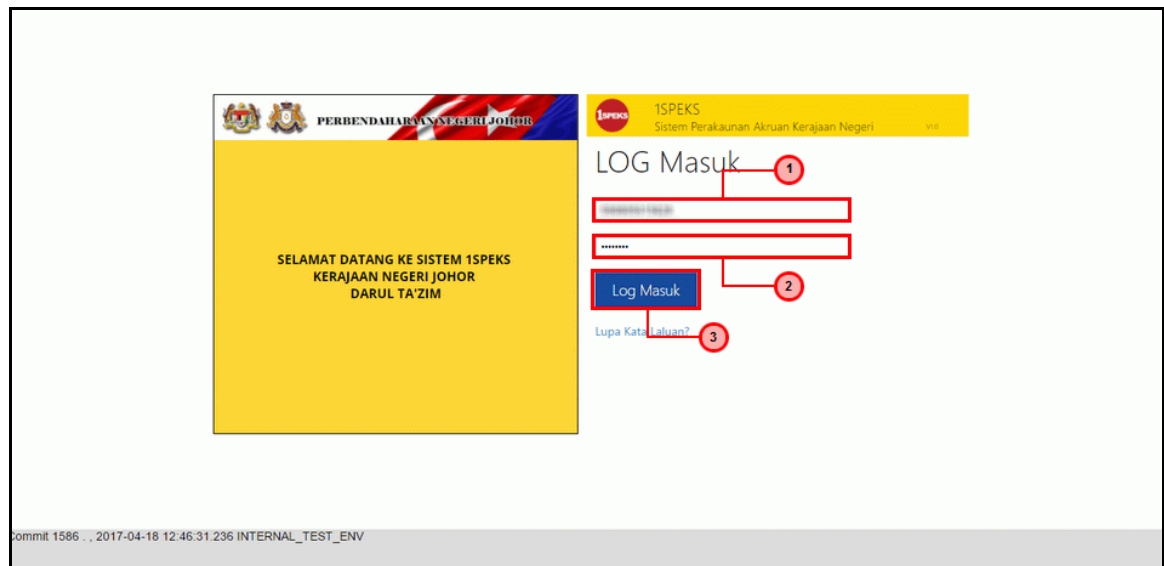 PERBENDAHARAAN NEGERI JOHOR
SELAMAT DATANG KE SISTEM 1SPEKS
KERAJAAN NEGERI JOHOR
DARUL TA'ZIM
1SPEKS
1SPEKS
Sistem Perakaunan Akruan Kerajaan Negeri
V1.0
LOG Masuk
1
••••••••
2
Log Masuk
Lupa Kata Laluan?
3
Commit 1586 . , 2017-04-18 12:46:31.236 INTERNAL_TEST_ENV